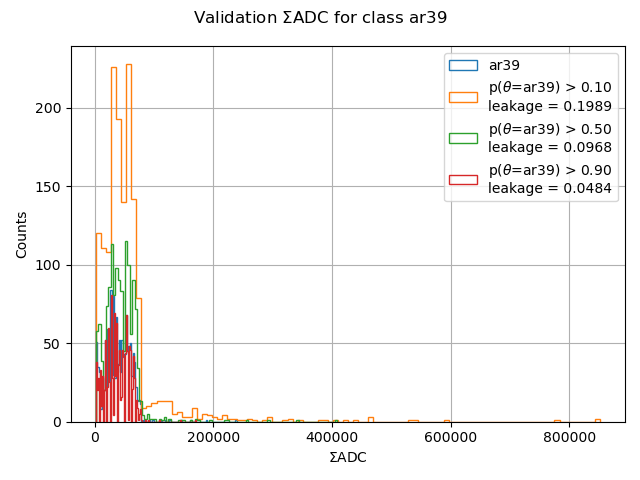 Validation ΣADC for class ar39
ar39
p(θ=ar39) > 0.10
leakage = 0.1989
p(θ=ar39) > 0.50
leakage = 0.0968
p(θ=ar39) > 0.90
leakage = 0.0484
Counts
200
150
100
50
0
0 200000 400000 600000 800000
ΣADC